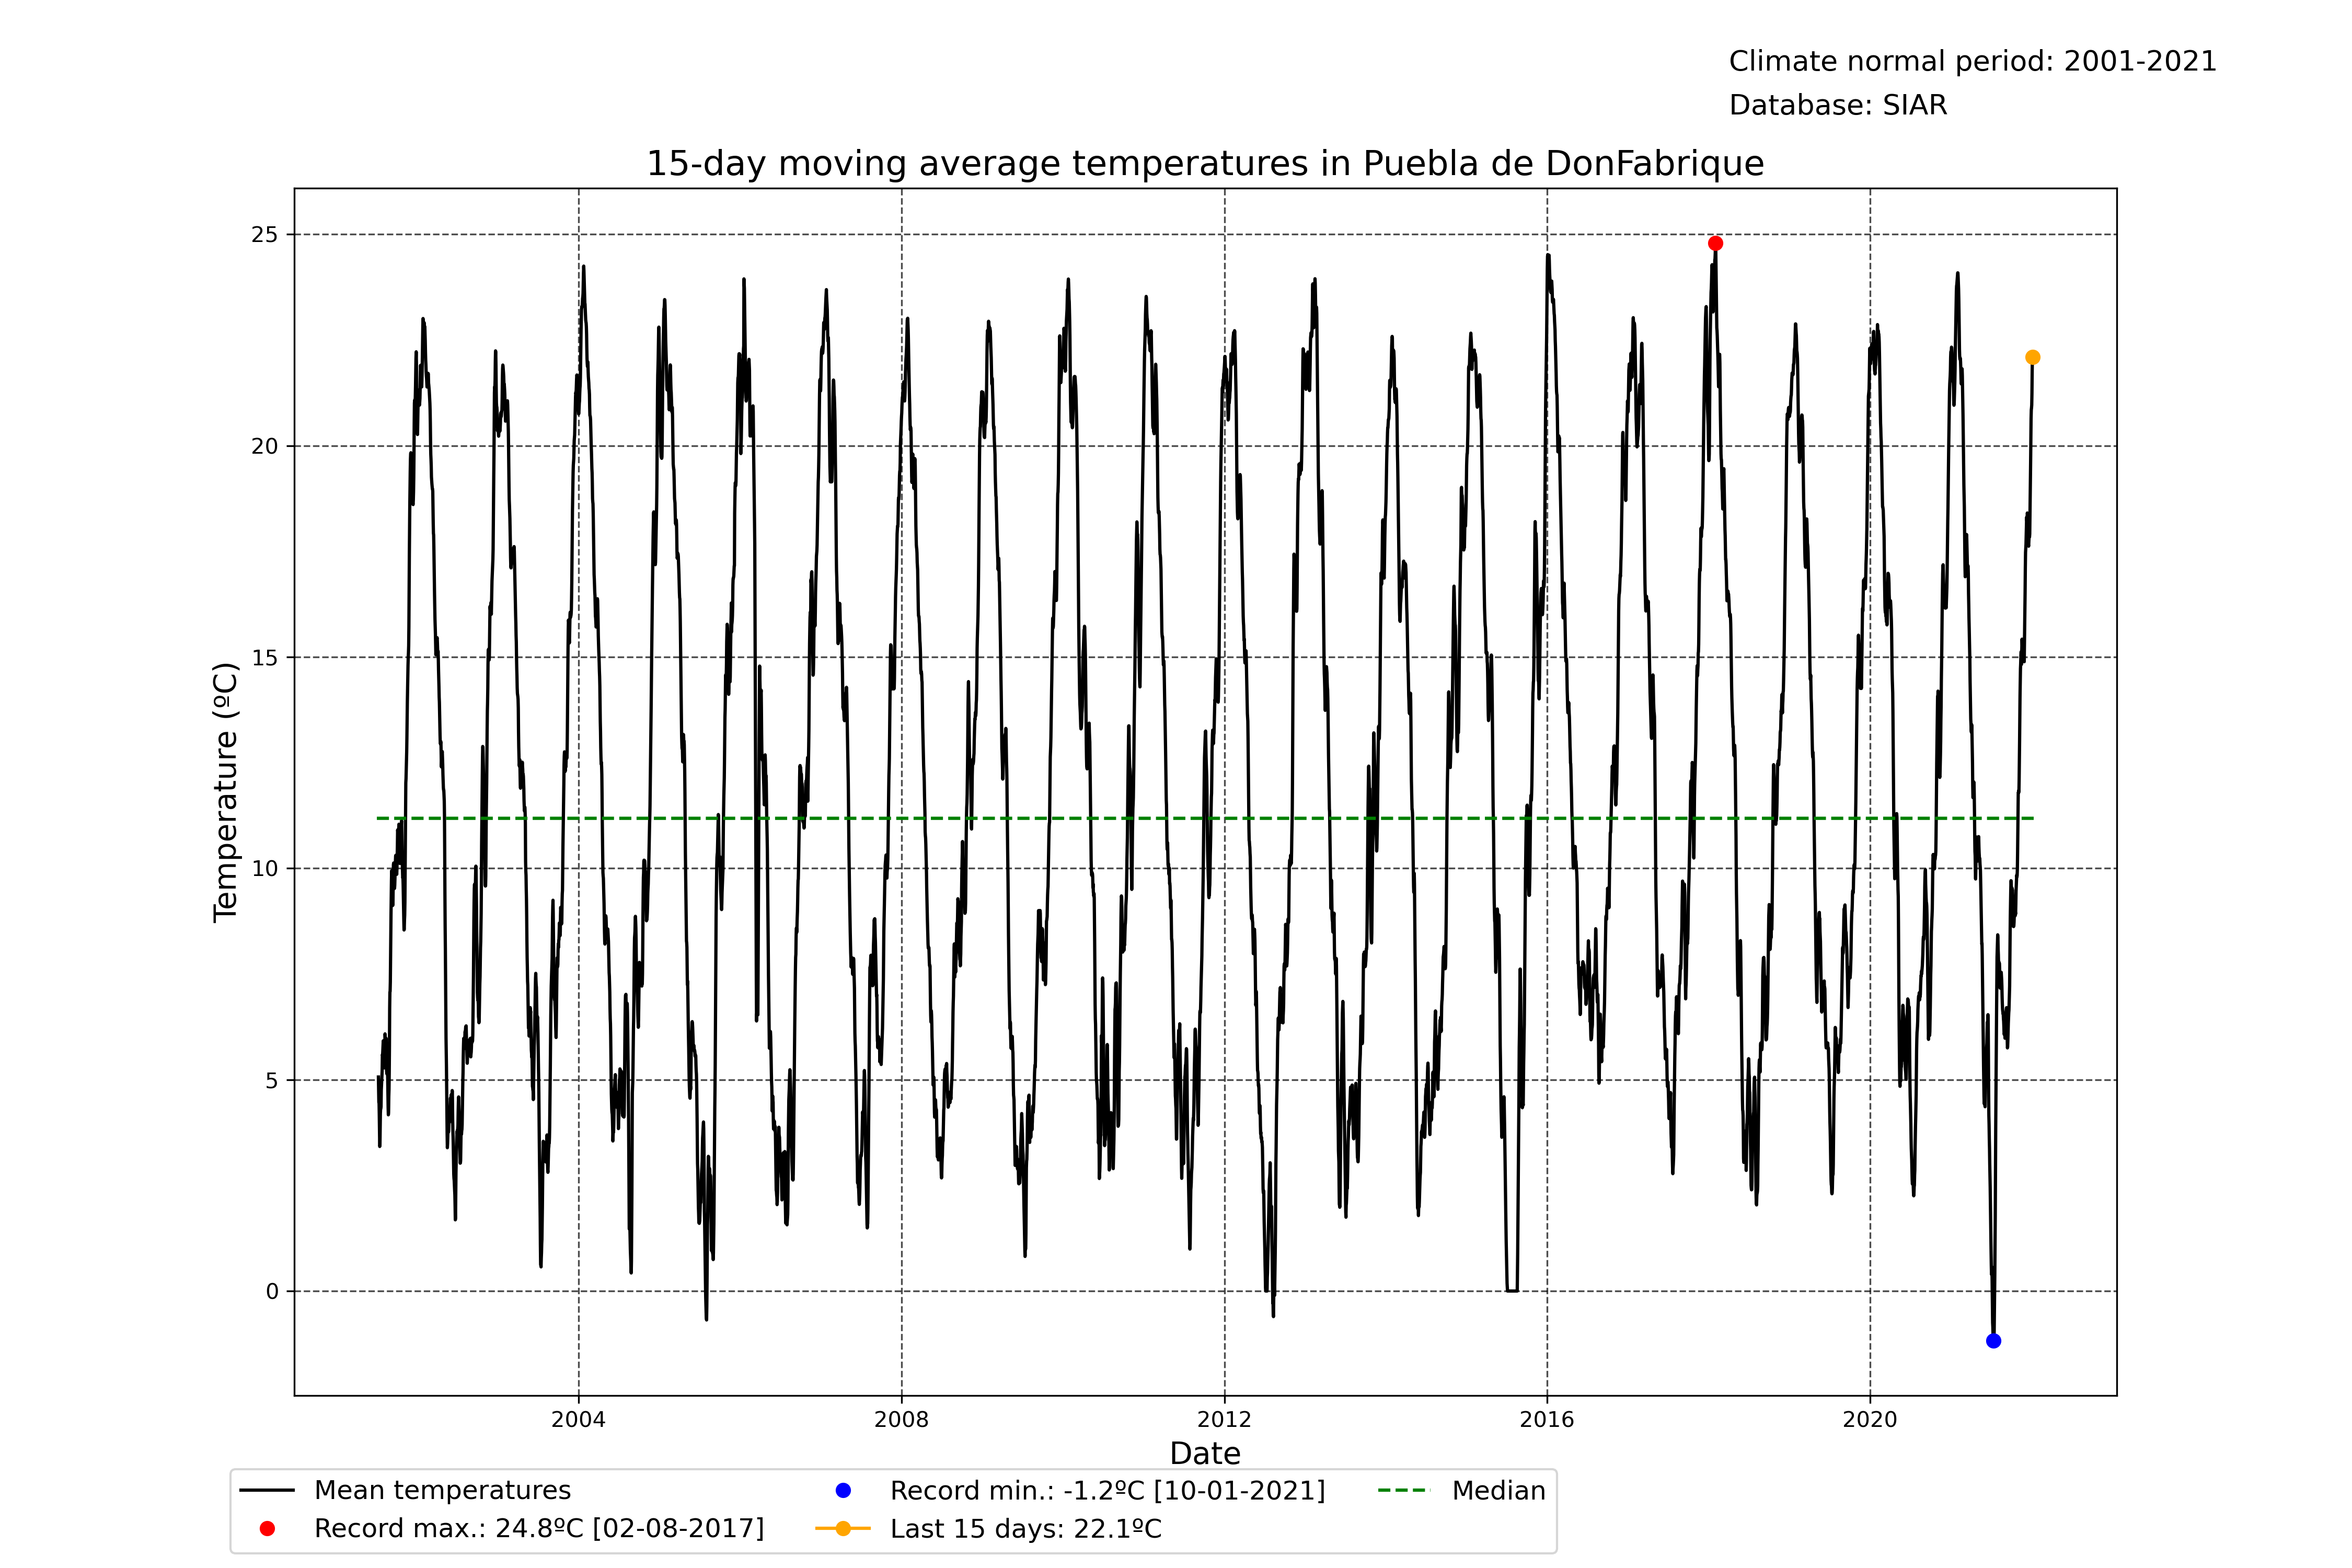 Climate normal period: 2001-2021
Database: SIAR
15-day moving average temperatures in Puebla de DonFabrique
25
20
15
10
5
0
Temperature (ºC)
2004 2008 2012 2016 2020
Date
Mean temperatures
Record max.: 24.8ºC [02-08-2017]
Record min.: -1.2ºC [10-01-2021]
Last 15 days: 22.1ºC
Median